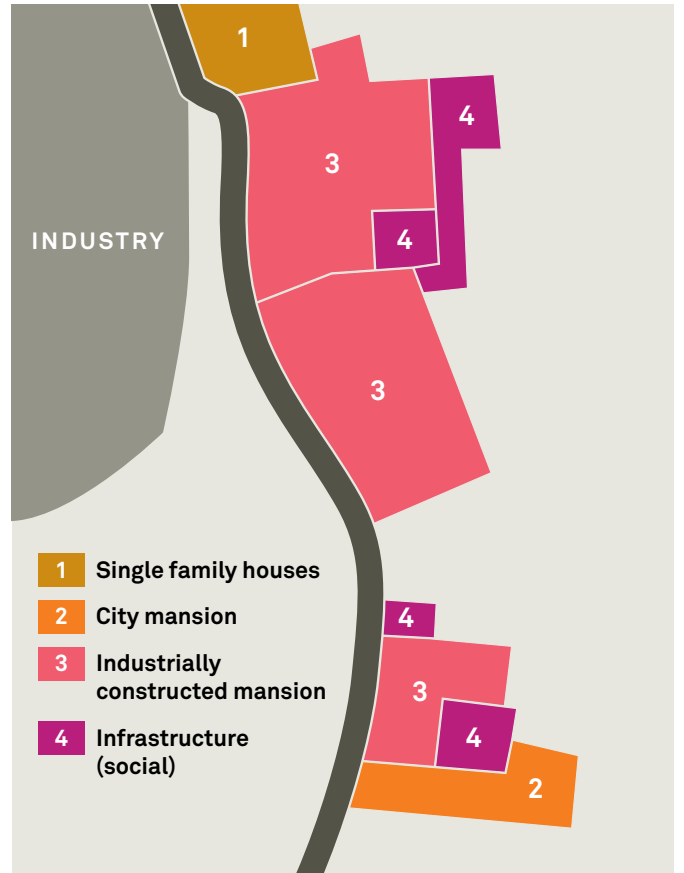 1
4
3
4
INDUSTRY
3
1 Single family houses
2 City mansion
3 Industrially
constructed mansion
4 Infrastructure
(social)
4
3
4
2